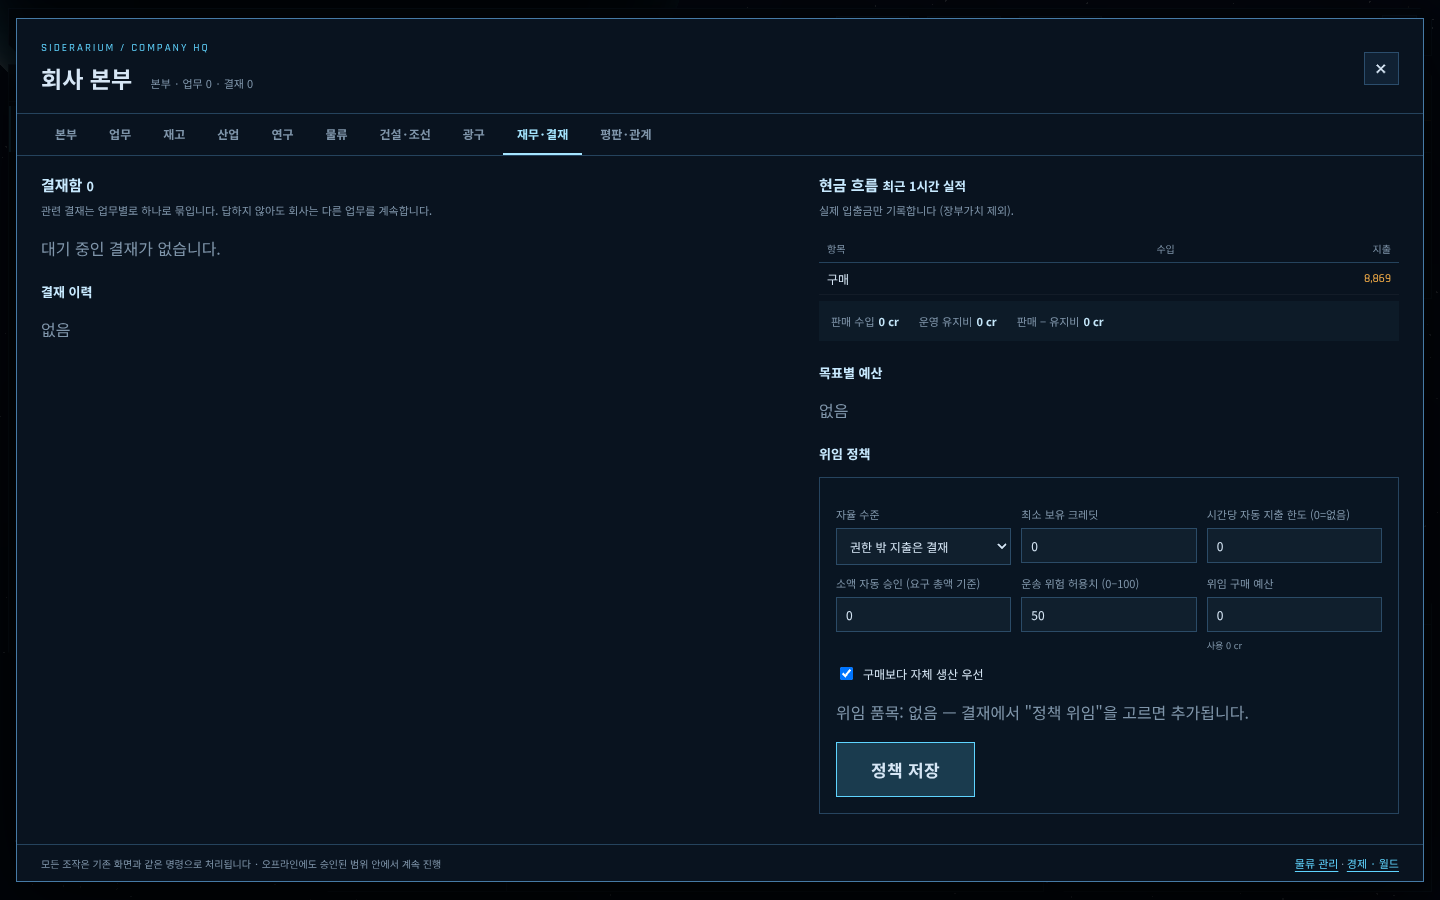 SIDERARIUM / COMPANY HQ
회사 본부 본부 · 업무 0 · 결재 0
×
본부 업무 재고 산업 연구 물류 건설·조선 광구 재무·결재 평판·관계
결재함 0
관련 결재는 업무별로 하나로 묶입니다. 답하지 않아도 회사는 다른 업무를 계속합니다.
대기 중인 결재가 없습니다.
결재 이력
없음
현금 흐름 최근 1시간 실적
실제 입출금만 기록합니다 (장부가치 제외).
항목 수입 지출
구매 8,869
판매 수입 0 cr 운영 유지비 0 cr 판매 − 유지비 0 cr
목표별 예산
없음
위임 정책
자율 수준 최소 보유 크레딧 시간당 자동 지출 한도 (0=없음)
권한 밖 지출은 결재 0 0
소액 자동 승인 (요구 총액 기준) 운송 위험 허용치 (0–100) 위임 구매 예산
0 50 0
사용 0 cr
구매보다 자체 생산 우선
위임 품목: 없음 — 결재에서 "정책 위임"을 고르면 추가됩니다.
정책 저장
모든 조작은 기존 화면과 같은 명령으로 처리됩니다 · 오프라인에도 승인된 범위 안에서 계속 진행
물류 관리 · 경제 · 월드